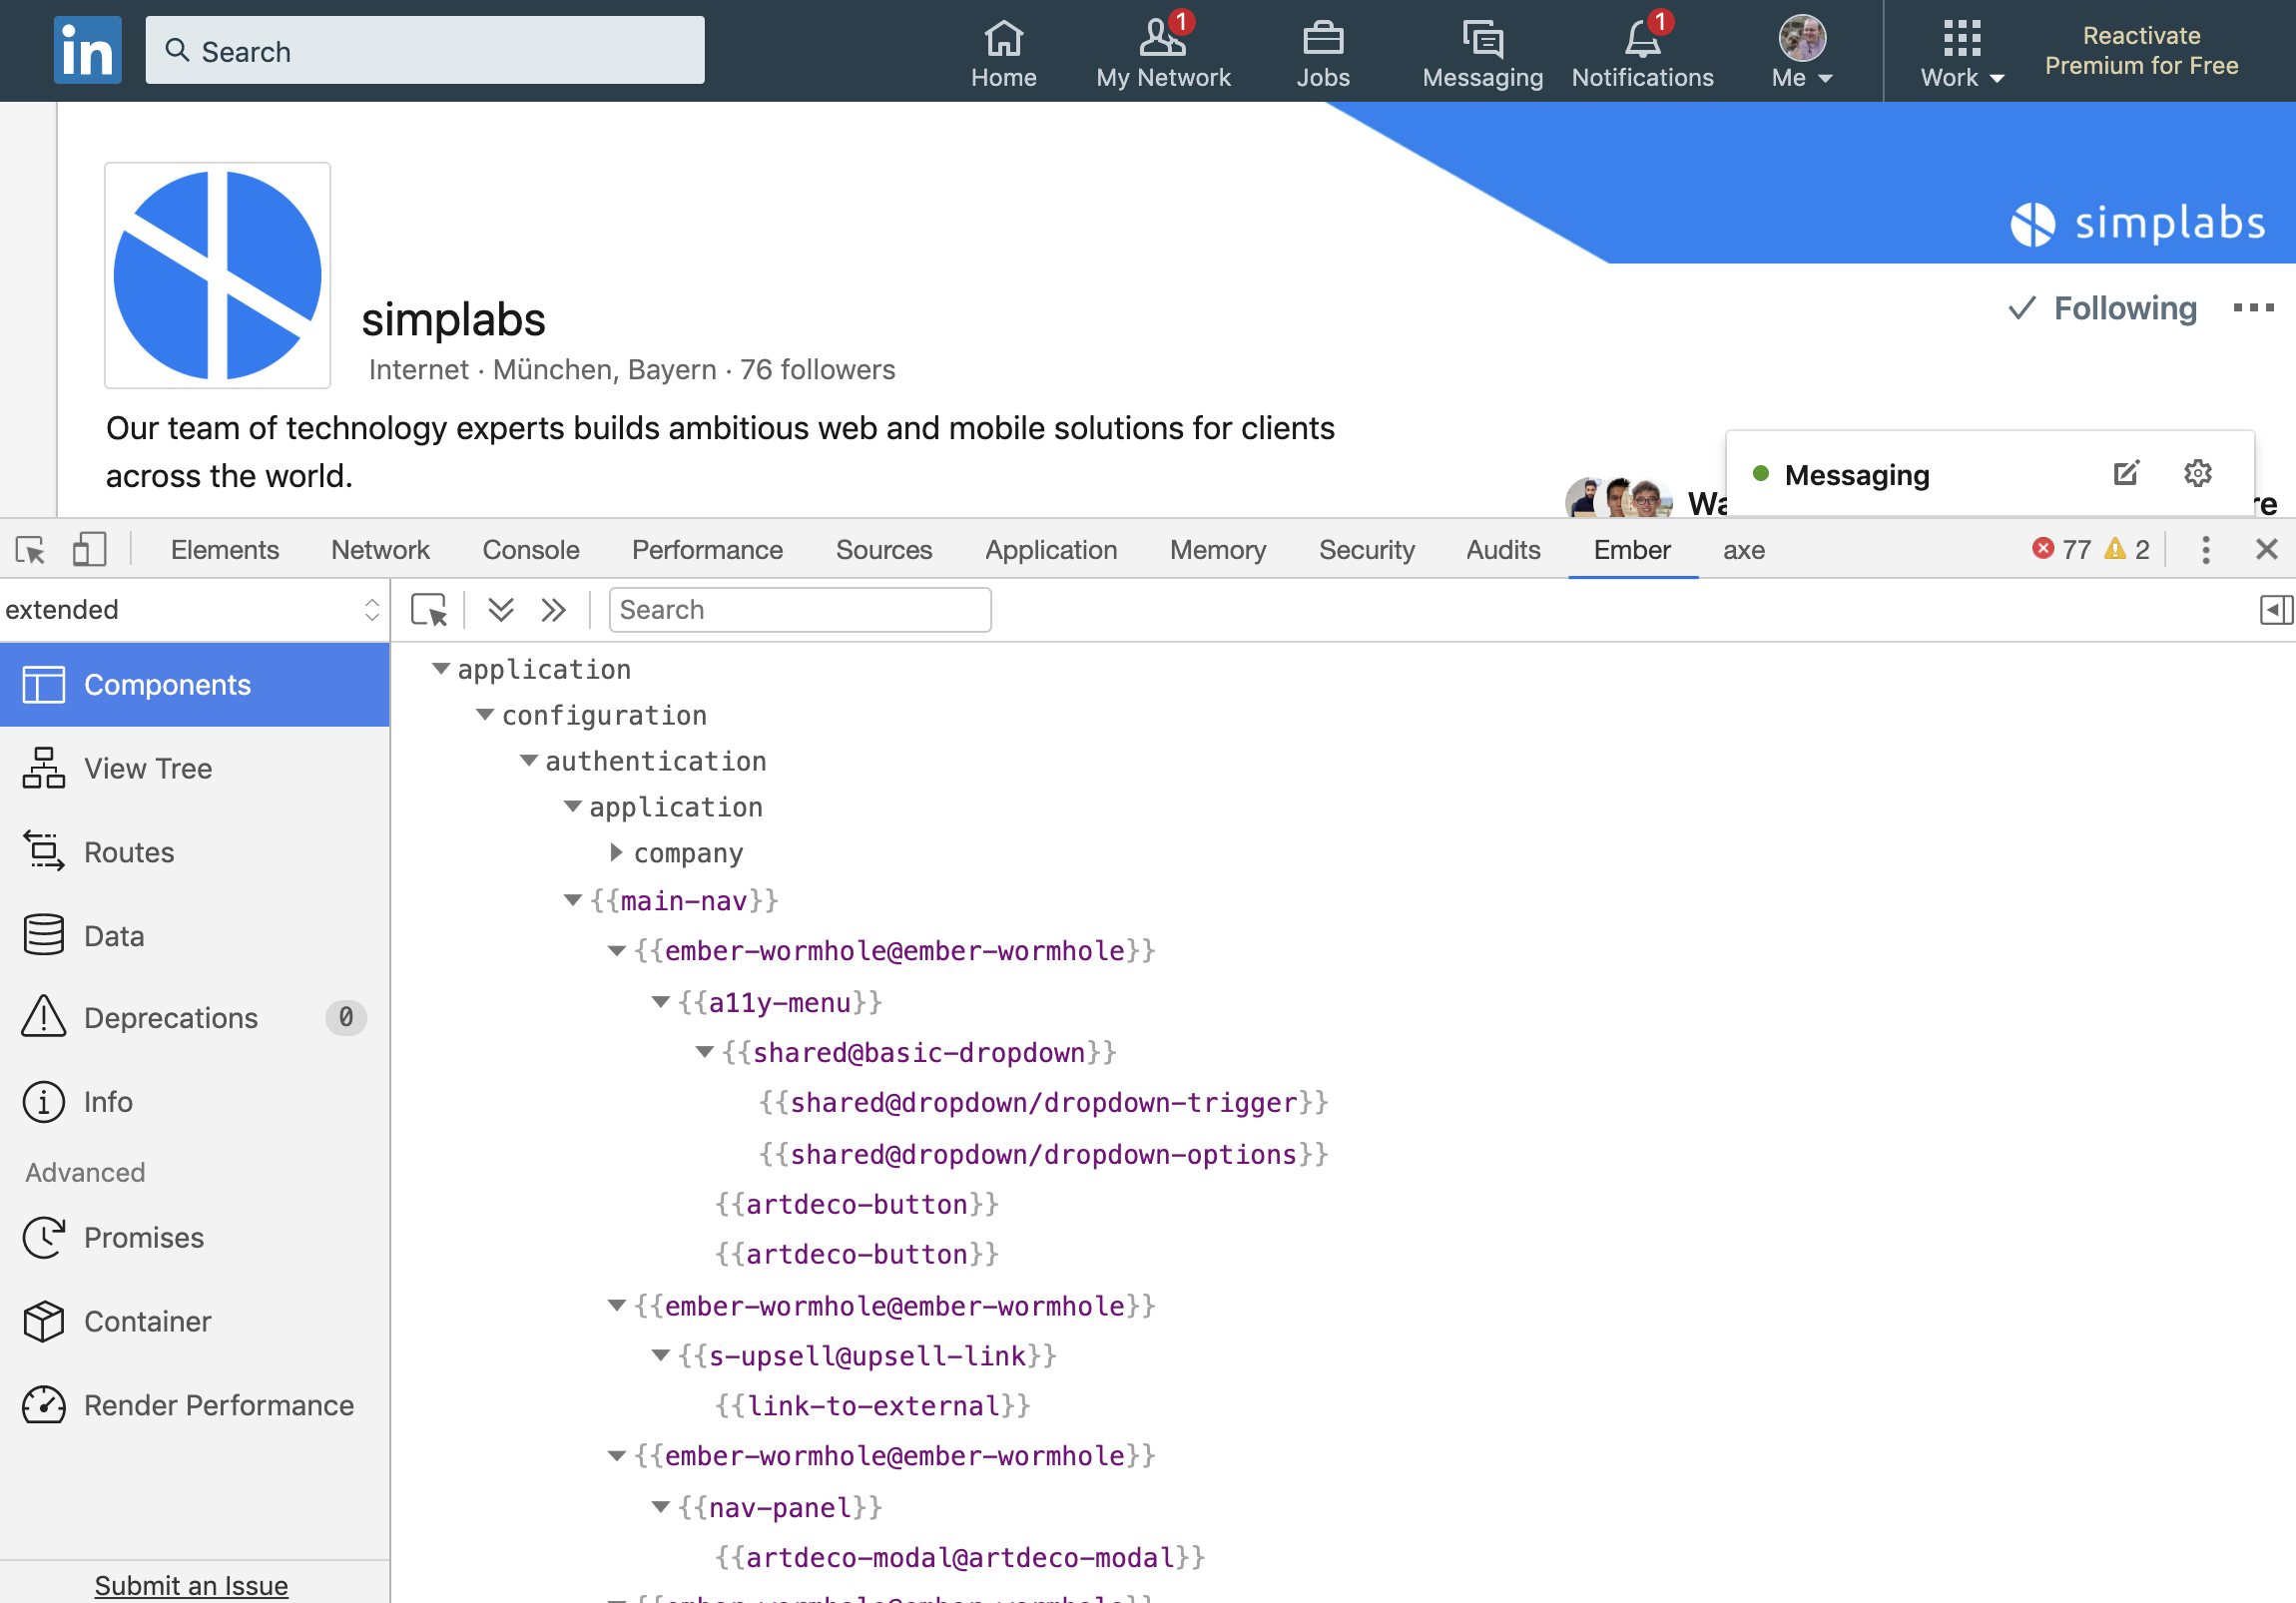 in
Search
Home
1
My Network
Jobs
Messaging
1
Notifications
Me
Work
Reactivate
Premium for Free
simplabs
simplabs
Following
Internet · München, Bayern · 76 followers
Our team of technology experts builds ambitious web and mobile solutions for clients
across the world.
Messaging
Elements Network Console Performance Sources Application Memory Security Audits Ember axe 77 2
extended
Search
Components
View Tree
Routes
Data
Deprecations 0
Info
Advanced
Promises
Container
Render Performance
Submit an Issue
application
configuration
authentication
application
company
{{main-nav}}
{{ember-wormhole@ember-wormhole}}
{{a11y-menu}}
{{shared@basic-dropdown}}
{{shared@dropdown/dropdown-trigger}}
{{shared@dropdown/dropdown-options}}
{{artdeco-button}}
{{artdeco-button}}
{{ember-wormhole@ember-wormhole}}
{{s-upsell@upsell-link}}
{{link-to-external}}
{{ember-wormhole@ember-wormhole}}
{{nav-panel}}
{{artdeco-modal@artdeco-modal}}